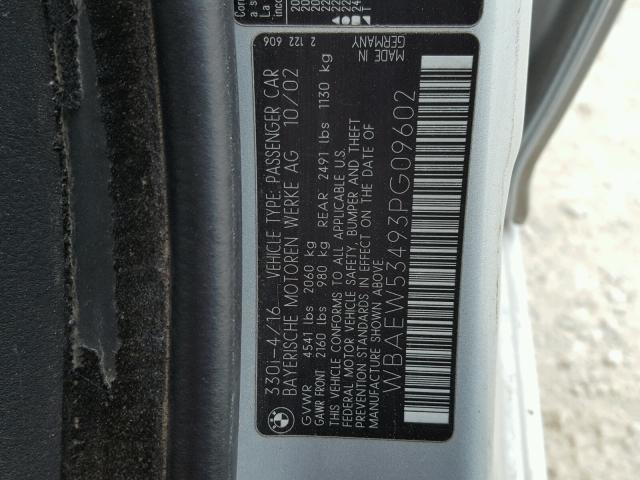 2 122 606
MADE IN
GERMANY
330i-4/16 VEHICLE TYPE: PASSENGER CAR
BAYERISCHE MOTOREN WERKE AG 10/02
GVWR 4541 lbs 2060 kg
GAWR FRONT 2160 lbs 980 kg REAR 2491 lbs 1130 kg
THIS VEHICLE CONFORMS TO ALL APPLICABLE U.S.
FEDERAL MOTOR VEHICLE SAFETY, BUMPER AND THEFT
PREVENTION STANDARDS IN EFFECT ON THE DATE OF
MANUFACTURE SHOWN ABOVE.
WBAEW53493PG09602